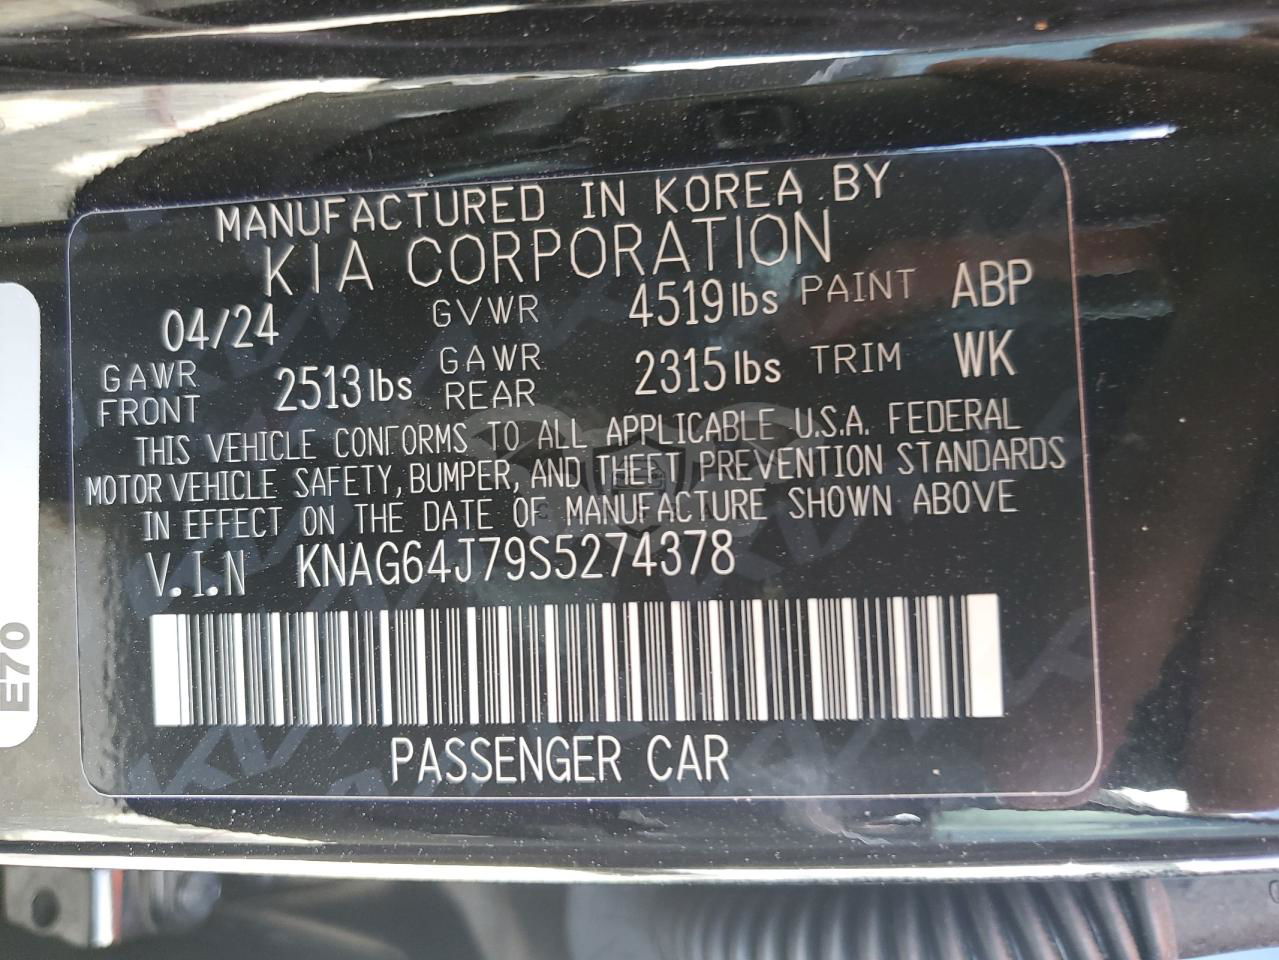 MANUFACTURED IN KOREA BY
KIA CORPORATION
04/24 GVWR 4519 lbs PAINT ABP
GAWR FRONT 2513 lbs GAWR REAR 2315 lbs TRIM WK
THIS VEHICLE CONFORMS TO ALL APPLICABLE U.S.A. FEDERAL
MOTOR VEHICLE SAFETY, BUMPER, AND THEFT PREVENTION STANDARDS
IN EFFECT ON THE DATE OF MANUFACTURE SHOWN ABOVE
V.I.N KNAG64J79S5274378
PASSENGER CAR
E70